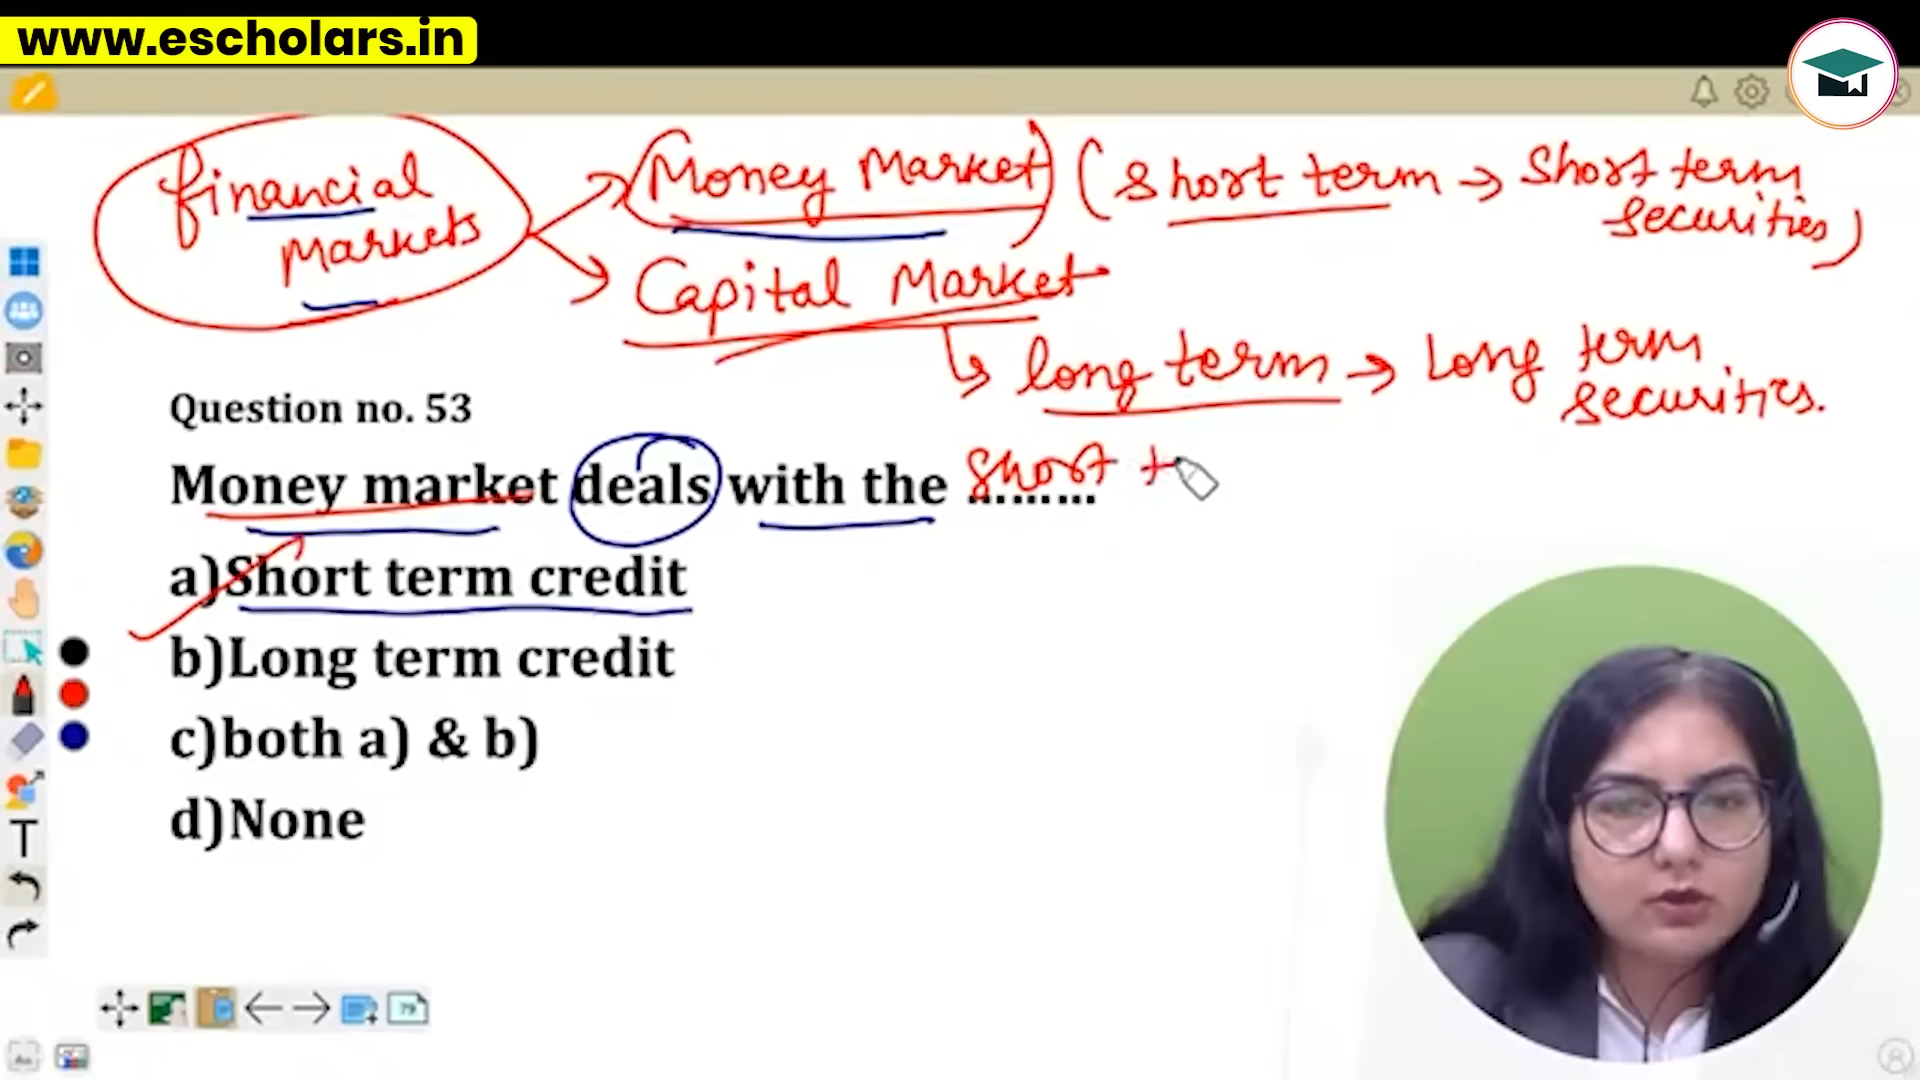 www.escholars.in
financial Markets
Money Market (Short term → Short term securities)
Capital Market
long term → Long term securities.
Question no. 53
Money market deals with the ......... Short t
a)Short term credit
b)Long term credit
c)both a) & b)
d)None
T
79